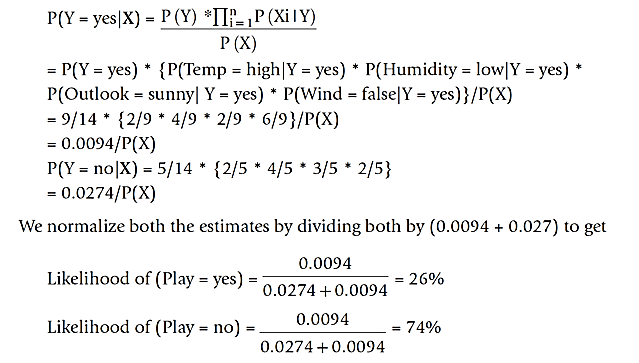 P(Y = yes|X) = P (Y) *∏ⁿᵢ₌₁P (Xi I Y) / P (X)
= P(Y = yes) * {P(Temp = high|Y = yes) * P(Humidity = low|Y = yes) *
P(Outlook = sunny| Y = yes) * P(Wind = false|Y = yes)}/P(X)
= 9/14 * {2/9 * 4/9 * 2/9 * 6/9}/P(X)
= 0.0094/P(X)
P(Y = no|X) = 5/14 * {2/5 * 4/5 * 3/5 * 2/5}
= 0.0274/P(X)
We normalize both the estimates by dividing both by (0.0094 + 0.027) to get
Likelihood of (Play = yes) = 0.0094 / 0.0274 + 0.0094 = 26%
Likelihood of (Play = no) = 0.0094 / 0.0274 + 0.0094 = 74%